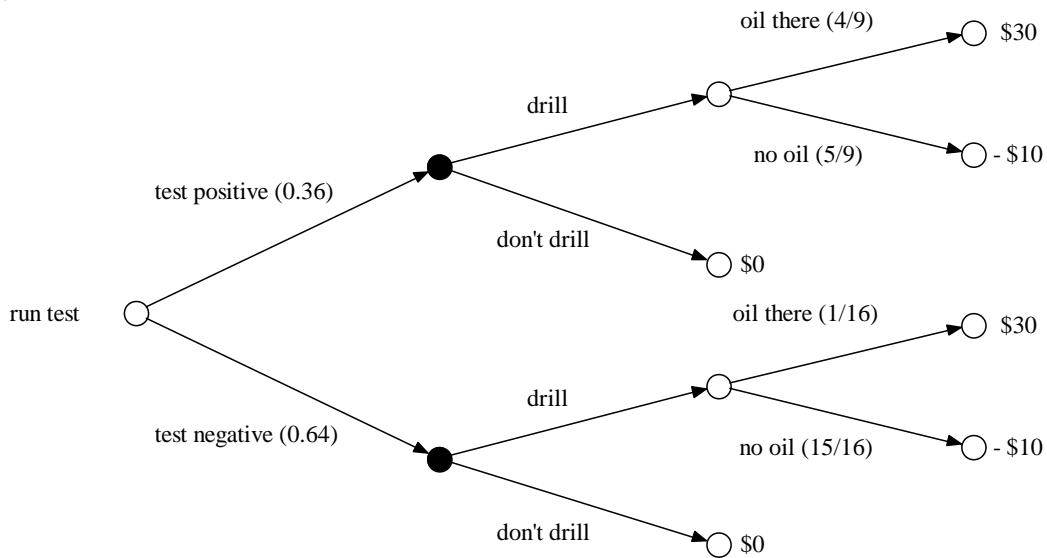 oil there (4/9)
$30
drill
no oil (5/9)
- $10
test positive (0.36)
don't drill
$0
run test
oil there (1/16)
$30
drill
test negative (0.64)
no oil (15/16)
- $10
don't drill
$0